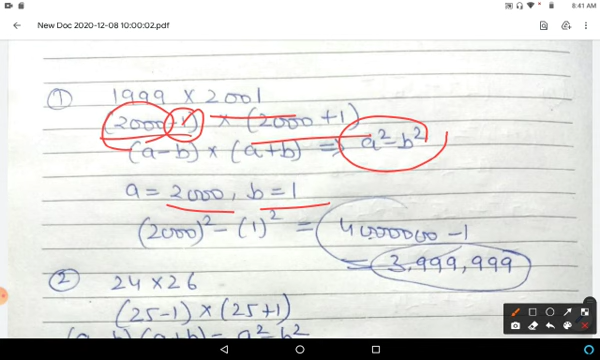 8:41 AM
New Doc 2020-12-08 10:00:02.pdf
① 1999 × 2001
(2000-1) × (2000+1)
(a-b) × (a+b) ⇒ a²-b²
a = 2000, b = 1
(2000)² - (1)² = 4000000 -1
= 3,999,999
② 24 × 26
(25-1) × (25+1)
(a-b)(a+b) = a²-b²